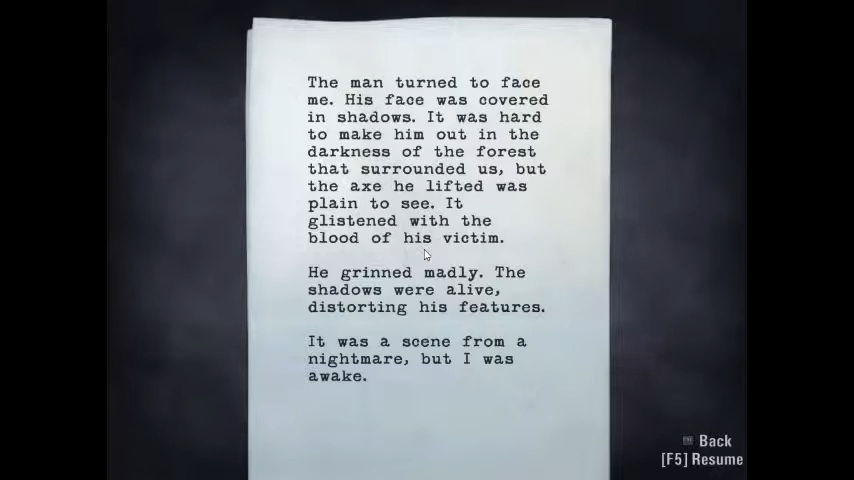 The man turned to face
me. His face was covered
in shadows. It was hard
to make him out in the
darkness of the forest
that surrounded us, but
the axe he lifted was
plain to see. It
glistened with the
blood of his victim.
He grinned madly. The
shadows were alive,
distorting his features.
It was a scene from a
nightmare, but I was
awake.
Back
[F5] Resume